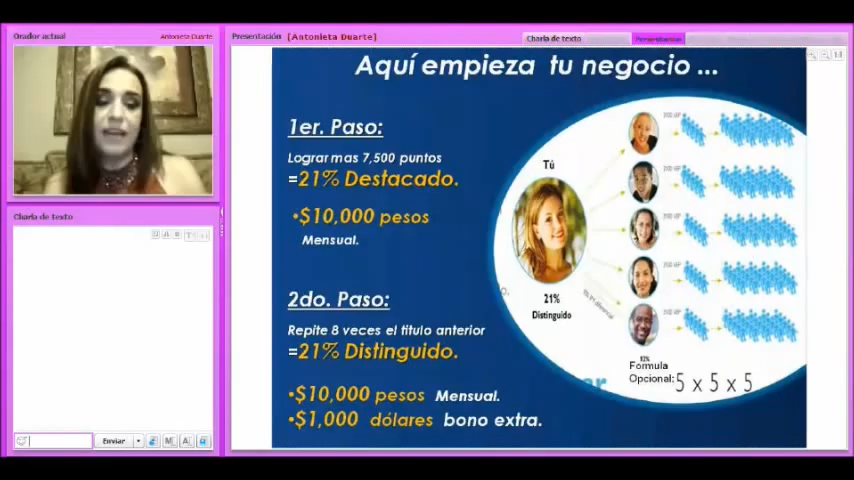 Orador actual
Antonieta Duarte
Presentación
[Antonieta Duarte]
Charla de texto
Presentación
Aquí empieza tu negocio ...
1er. Paso:
Lograr mas 7,500 puntos
=21% Destacado.
•$10,000 pesos
Mensual.
2do. Paso:
Repite 8 veces el titulo anterior
=21% Distinguido.
•$10,000 pesos Mensual.
•$1,000 dólares bono extra.
Tú
21%
Distinguido
Formula
Opcional: 5 x 5 x 5
Charla de texto
Enviar